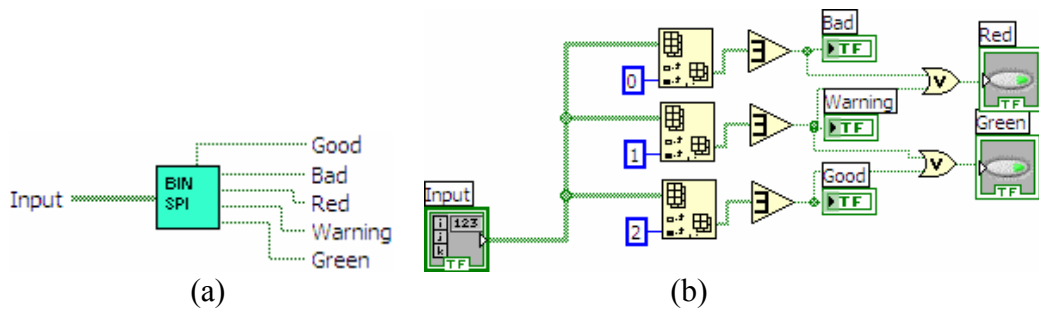 Input
BIN
SPI
Good
Bad
Red
Warning
Green
(a)
Input
i
j
k
123
TF
0
1
2
Bad
TF
Warning
TF
Good
TF
V
V
Red
TF
Green
TF
(b)